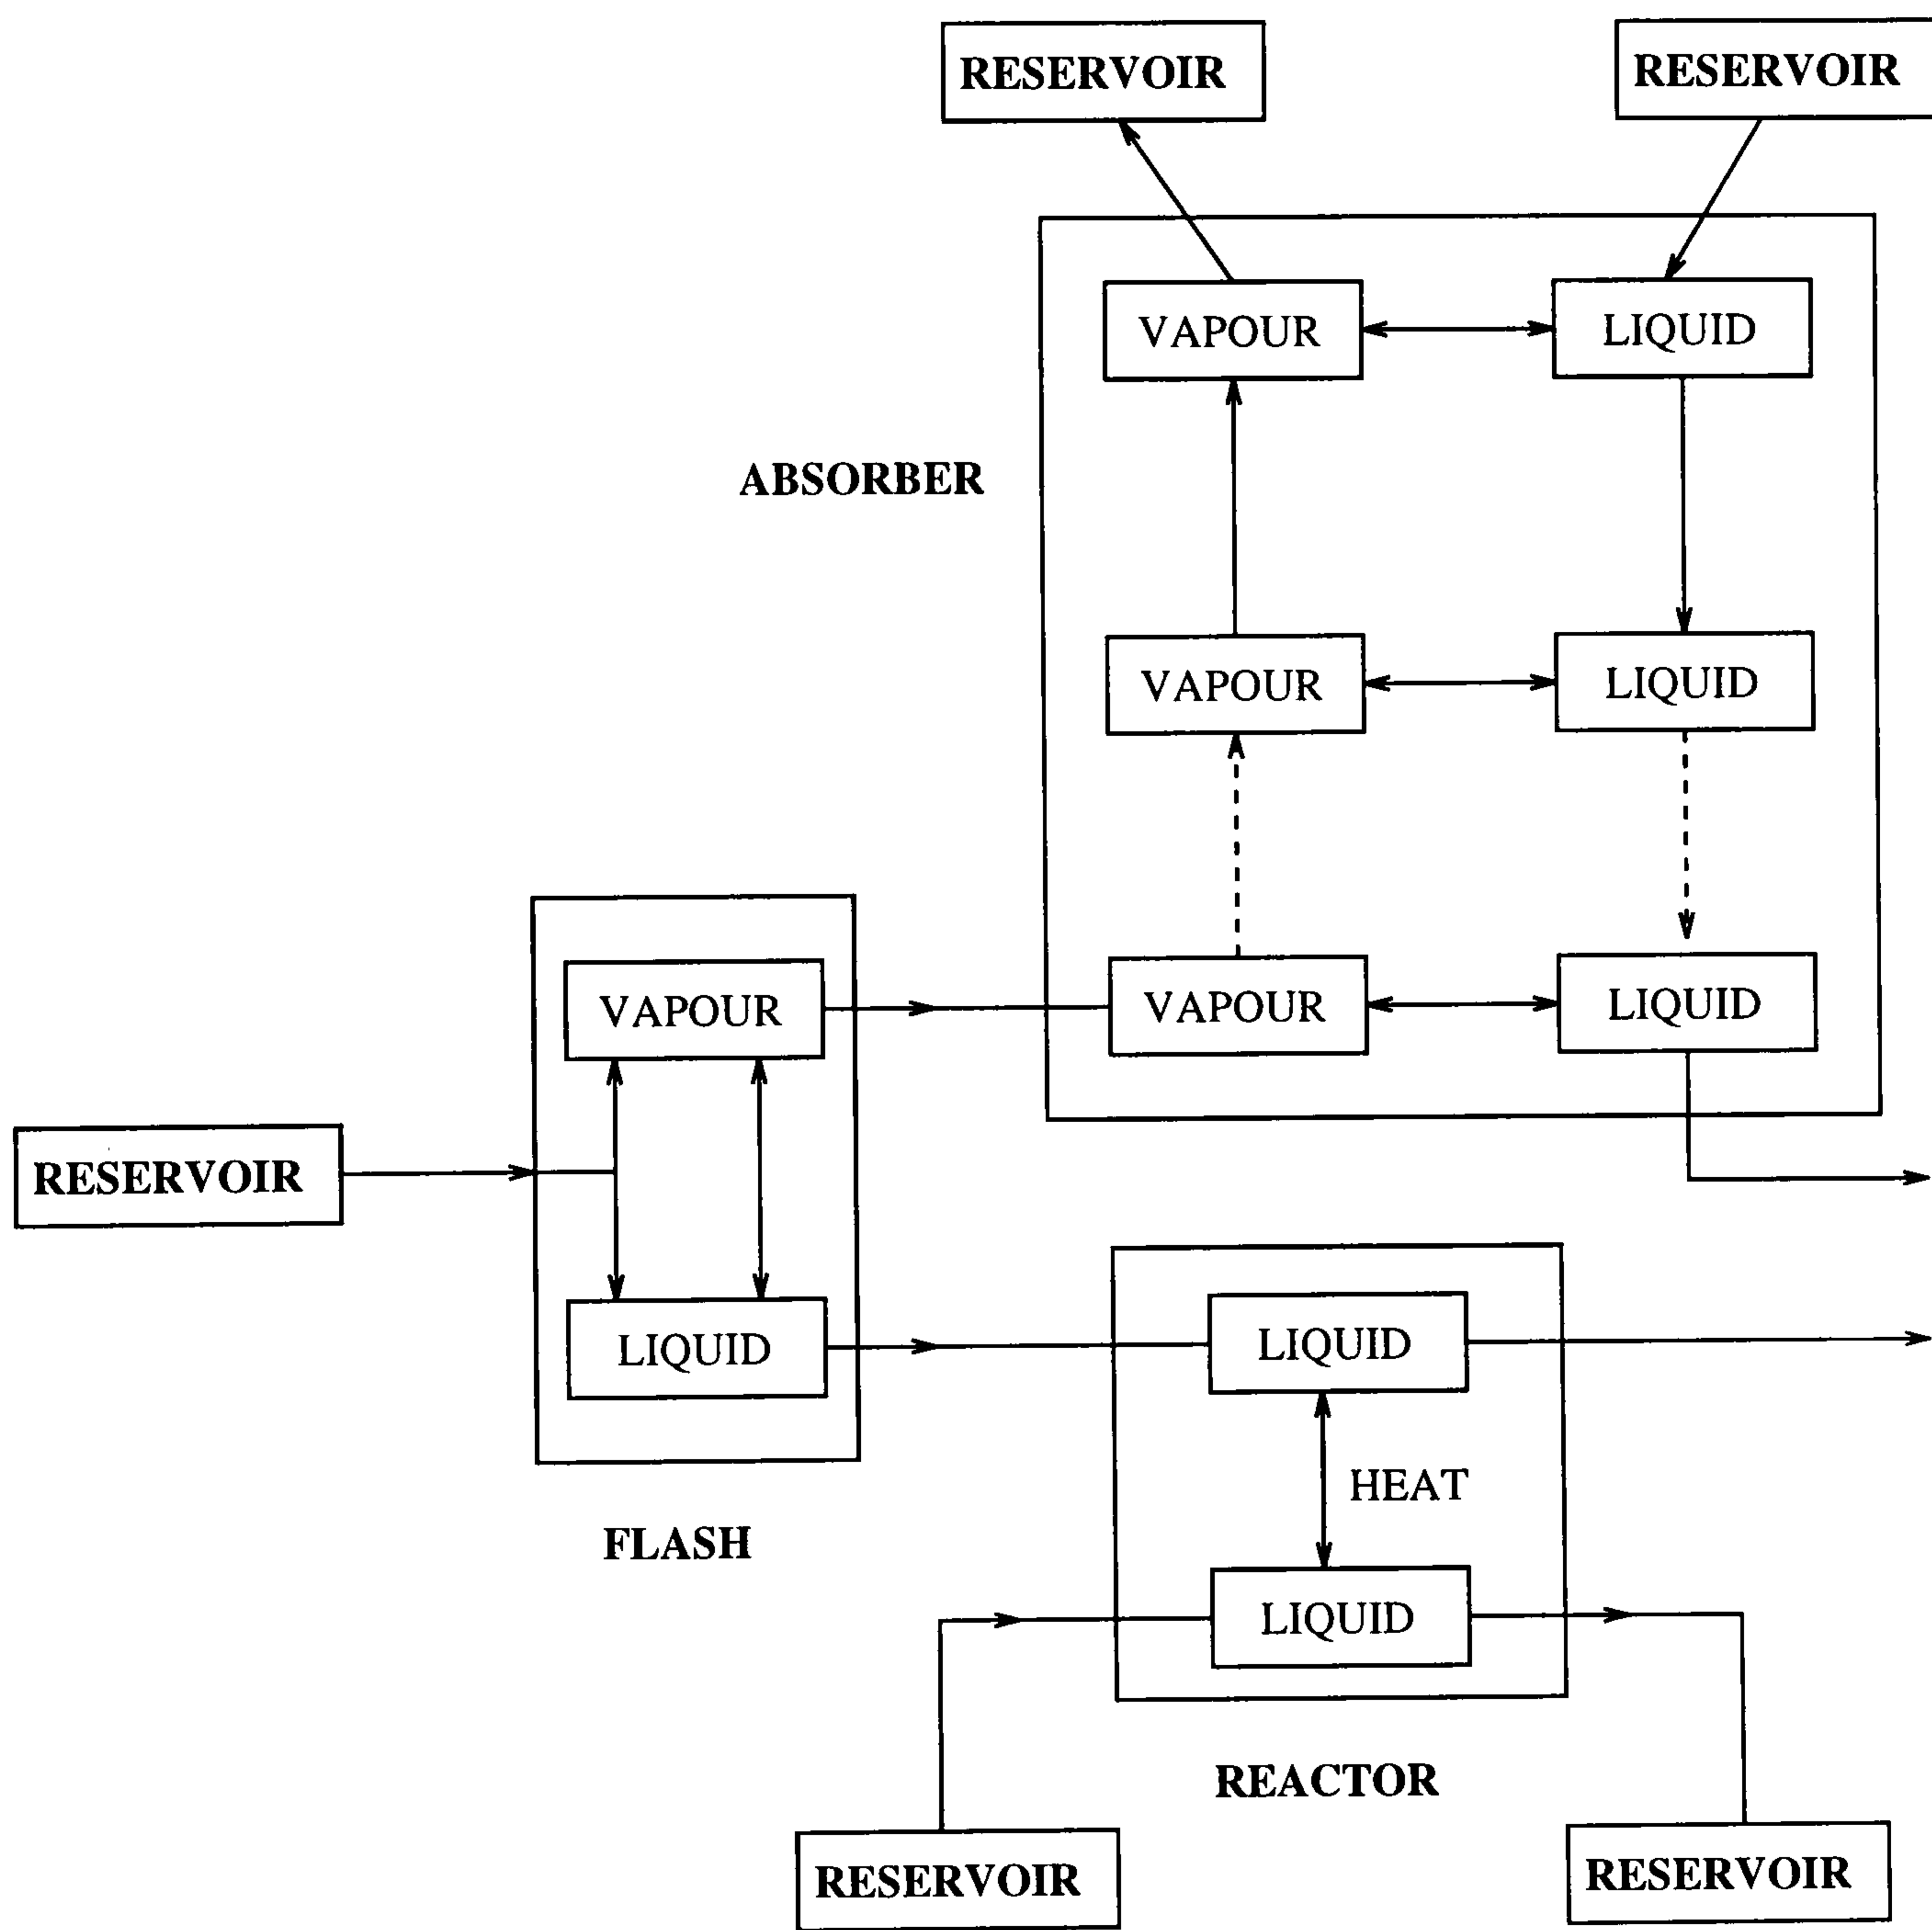 RESERVOIR
RESERVOIR
VAPOUR
LIQUID
ABSORBER
VAPOUR
LIQUID
VAPOUR
LIQUID
VAPOUR
RESERVOIR
LIQUID
LIQUID
HEAT
FLASH
LIQUID
REACTOR
RESERVOIR
RESERVOIR